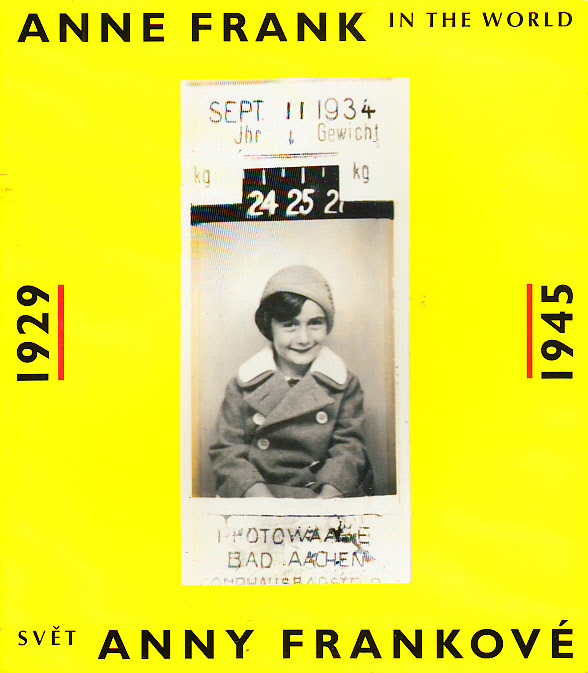 ANNE FRANK IN THE WORLD
SEPT 11 1934
Jhr Gewicht
kg kg
24 25 2
1929
1945
PHOTOWAAGE
BAD AACHEN
SVĚT ANNY FRANKOVÉ